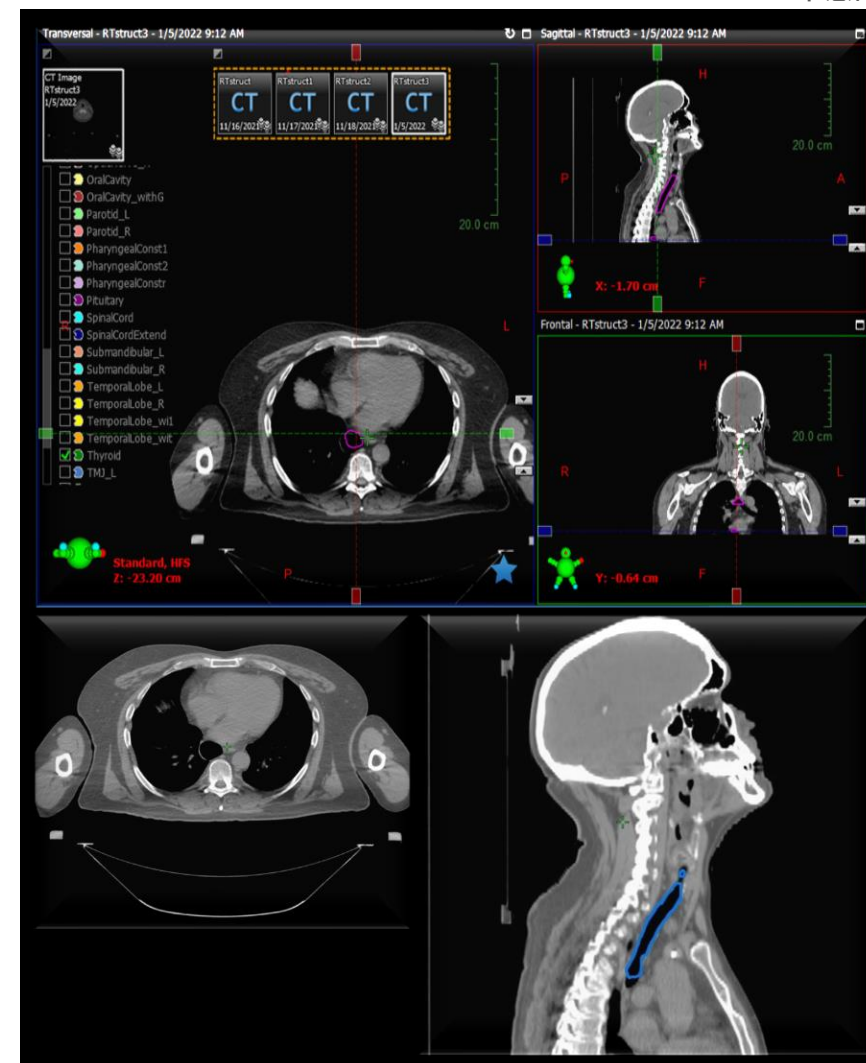 Transversal - RTstruct3 - 1/5/2022 9:12 AM
CT Image
RTstruct3
1/5/2022
RTstruct
CT
11/16/2021
RTstruct1
CT
11/17/2021
RTstruct2
CT
11/18/2021
RTstruct3
CT
1/5/2022
20.0 cm
L
OralCavity
OralCavity_withG
Parotid_L
Parotid_R
PharyngealConst1
PharyngealConst2
PharyngealConstr
Pituitary
SpinalCord
SpinalCordExtend
Submandibular_L
Submandibular_R
TemporalLobe_L
TemporalLobe_R
TemporalLobe_wi1
TemporalLobe_wit
Thyroid
TMJ_L
Standard, HFS
Z: -23.20 cm
P
Sagittal - RTstruct3 - 1/5/2022 9:12 AM
H
20.0 cm
P
A
X: -1.70 cm
F
Frontal - RTstruct3 - 1/5/2022 9:12 AM
H
20.0 cm
R
L
Y: -0.64 cm
F